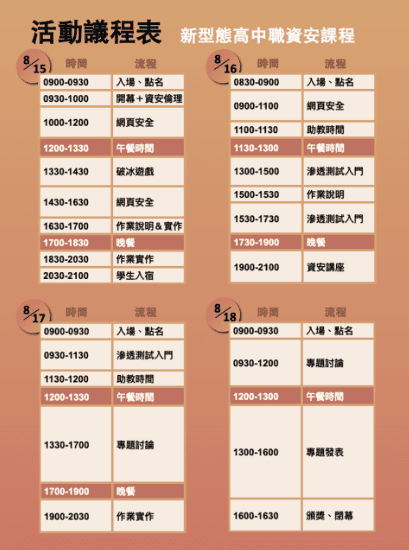 活動議程表 新型態高中職資安課程
8/15 時間 流程
0900-0930 入場、點名
0930-1000 開幕＋資安倫理
1000-1200 網頁安全
1200-1330 午餐時間
1330-1430 破冰遊戲
1430-1630 網頁安全
1630-1700 作業說明＆實作
1700-1830 晚餐
1830-2030 作業實作
2030-2100 學生入宿
8/16 時間 流程
0830-0900 入場、點名
0900-1100 網頁安全
1100-1130 助教時間
1130-1300 午餐時間
1300-1500 滲透測試入門
1500-1530 作業說明
1530-1730 滲透測試入門
1730-1900 晚餐
1900-2100 資安講座
8/17 時間 流程
0900-0930 入場、點名
0930-1130 滲透測試入門
1130-1200 助教時間
1200-1330 午餐時間
1330-1700 專題討論
1700-1900 晚餐
1900-2030 作業實作
8/18 時間 流程
0900-0930 入場、點名
0930-1200 專題討論
1200-1300 午餐時間
1300-1600 專題發表
1600-1630 頒獎、閉幕